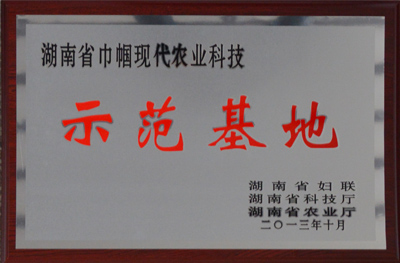 湖南省巾帼现代农业科技
示范基地
湖南省妇联
湖南省科技厅
湖南省农业厅
二〇一三年十月